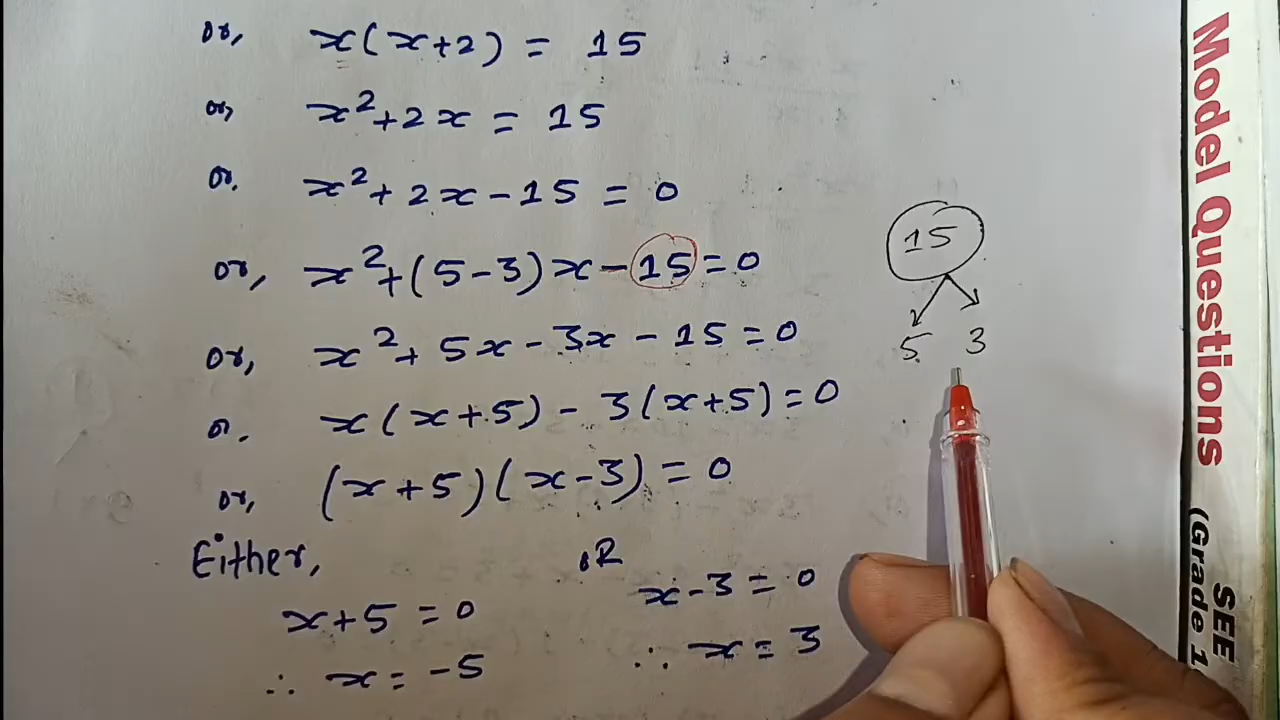 or, x(x+2) = 15
or, x²+2x = 15
or. x²+2x-15 = 0
or, x²+(5-3)x-15=0
or, x²+5x-3x-15=0
or. x(x+5)-3(x+5)=0
or, (x+5)(x-3)=0
Either, OR
x+5=0 x-3=0
∴ x=-5 ∴ x=3
15
5 3
Model Questions
SEE
(Grade 1